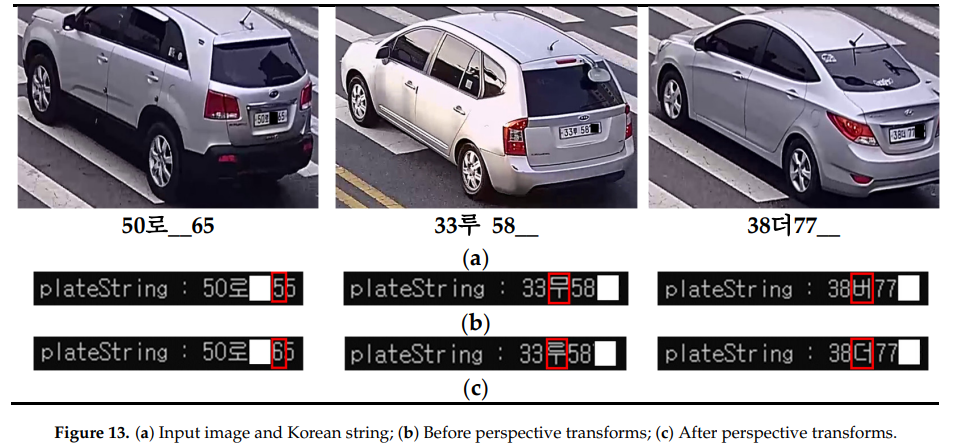 50로__65 33루 58__ 38더77__
(a)
plateString : 50로 55 plateString : 33무58 plateString : 38버77
(b)
plateString : 50로 65 plateString : 33루58 plateString : 38더77
(c)
Figure 13. (a) Input image and Korean string; (b) Before perspective transforms; (c) After perspective transforms.